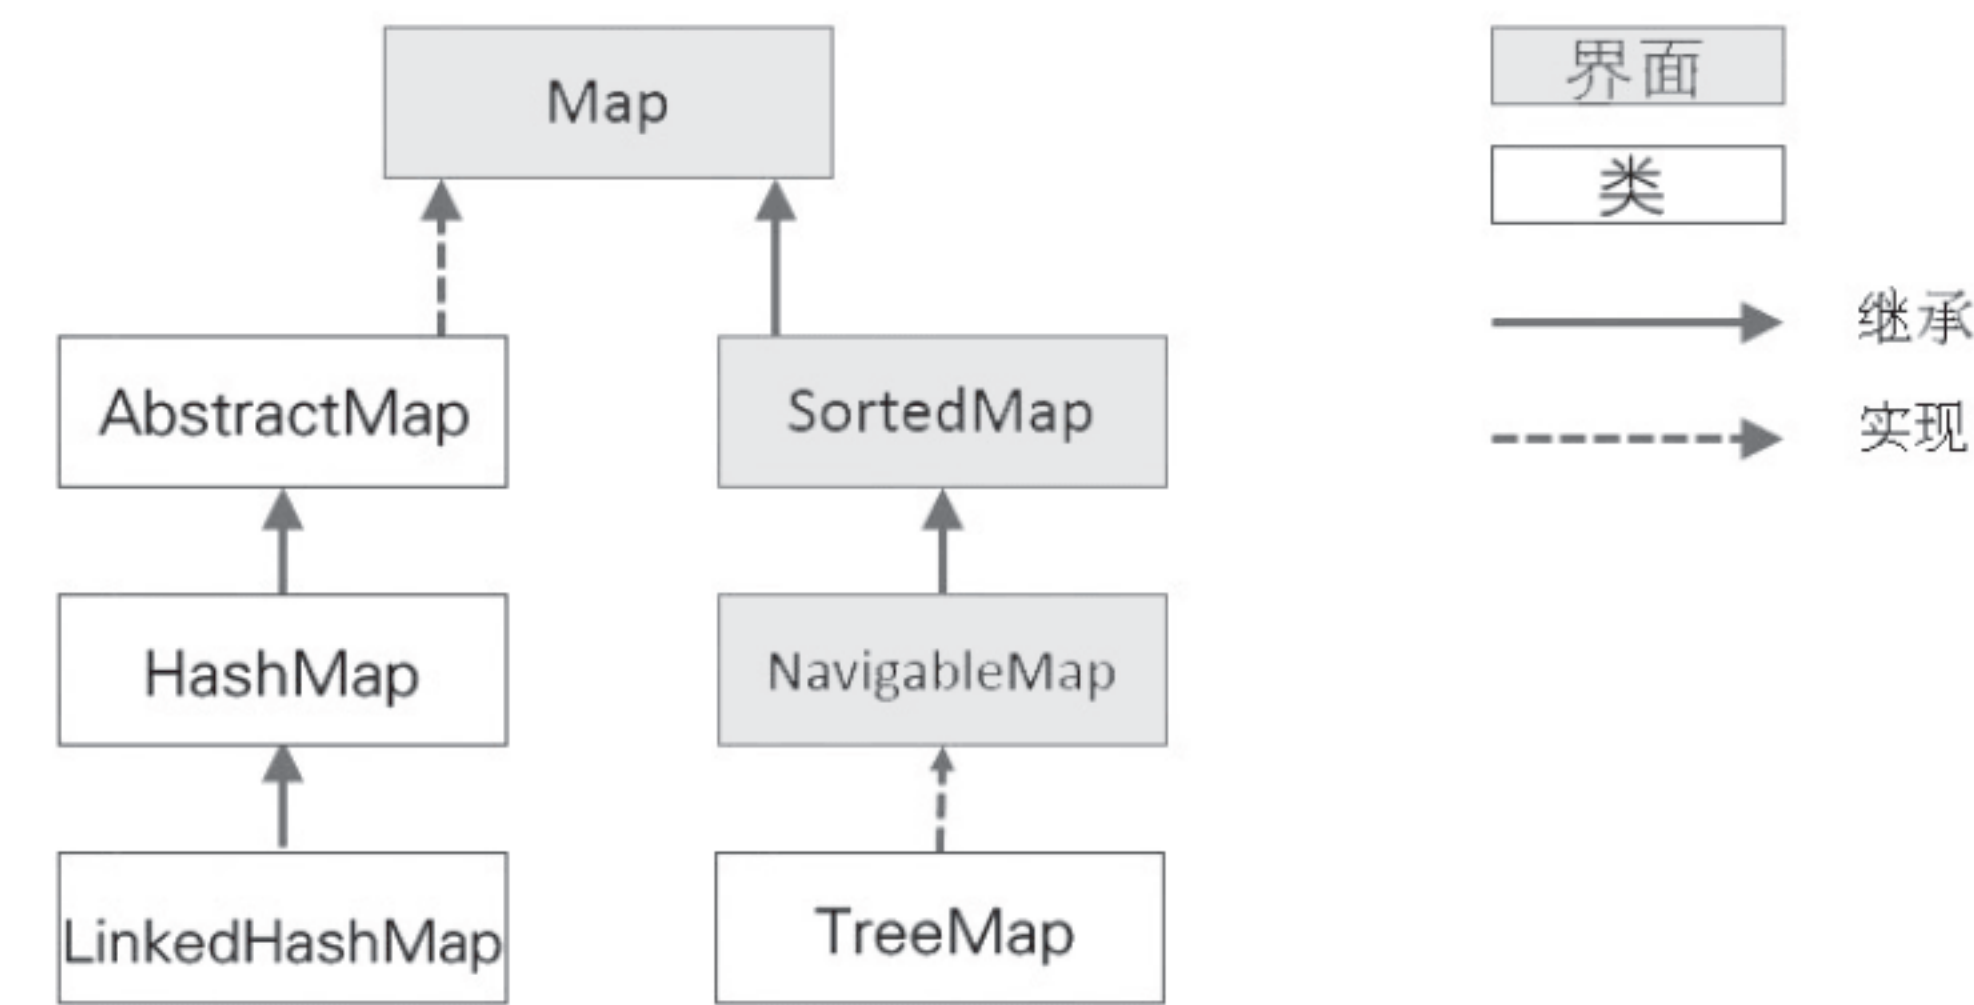 Map
界面
类
继承
AbstractMap
SortedMap
实现
HashMap
NavigableMap
LinkedHashMap
TreeMap